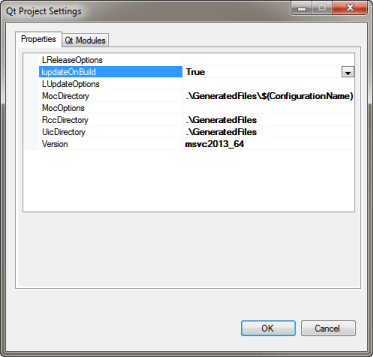 Qt Project Settings
Properties Qt Modules
LReleaseOptions
lupdateOnBuild True
LUpdateOptions
MocDirectory .\GeneratedFiles\$(ConfigurationName)
MocOptions
RccDirectory .\GeneratedFiles
UicDirectory .\GeneratedFiles
Version msvc2013_64
OK Cancel